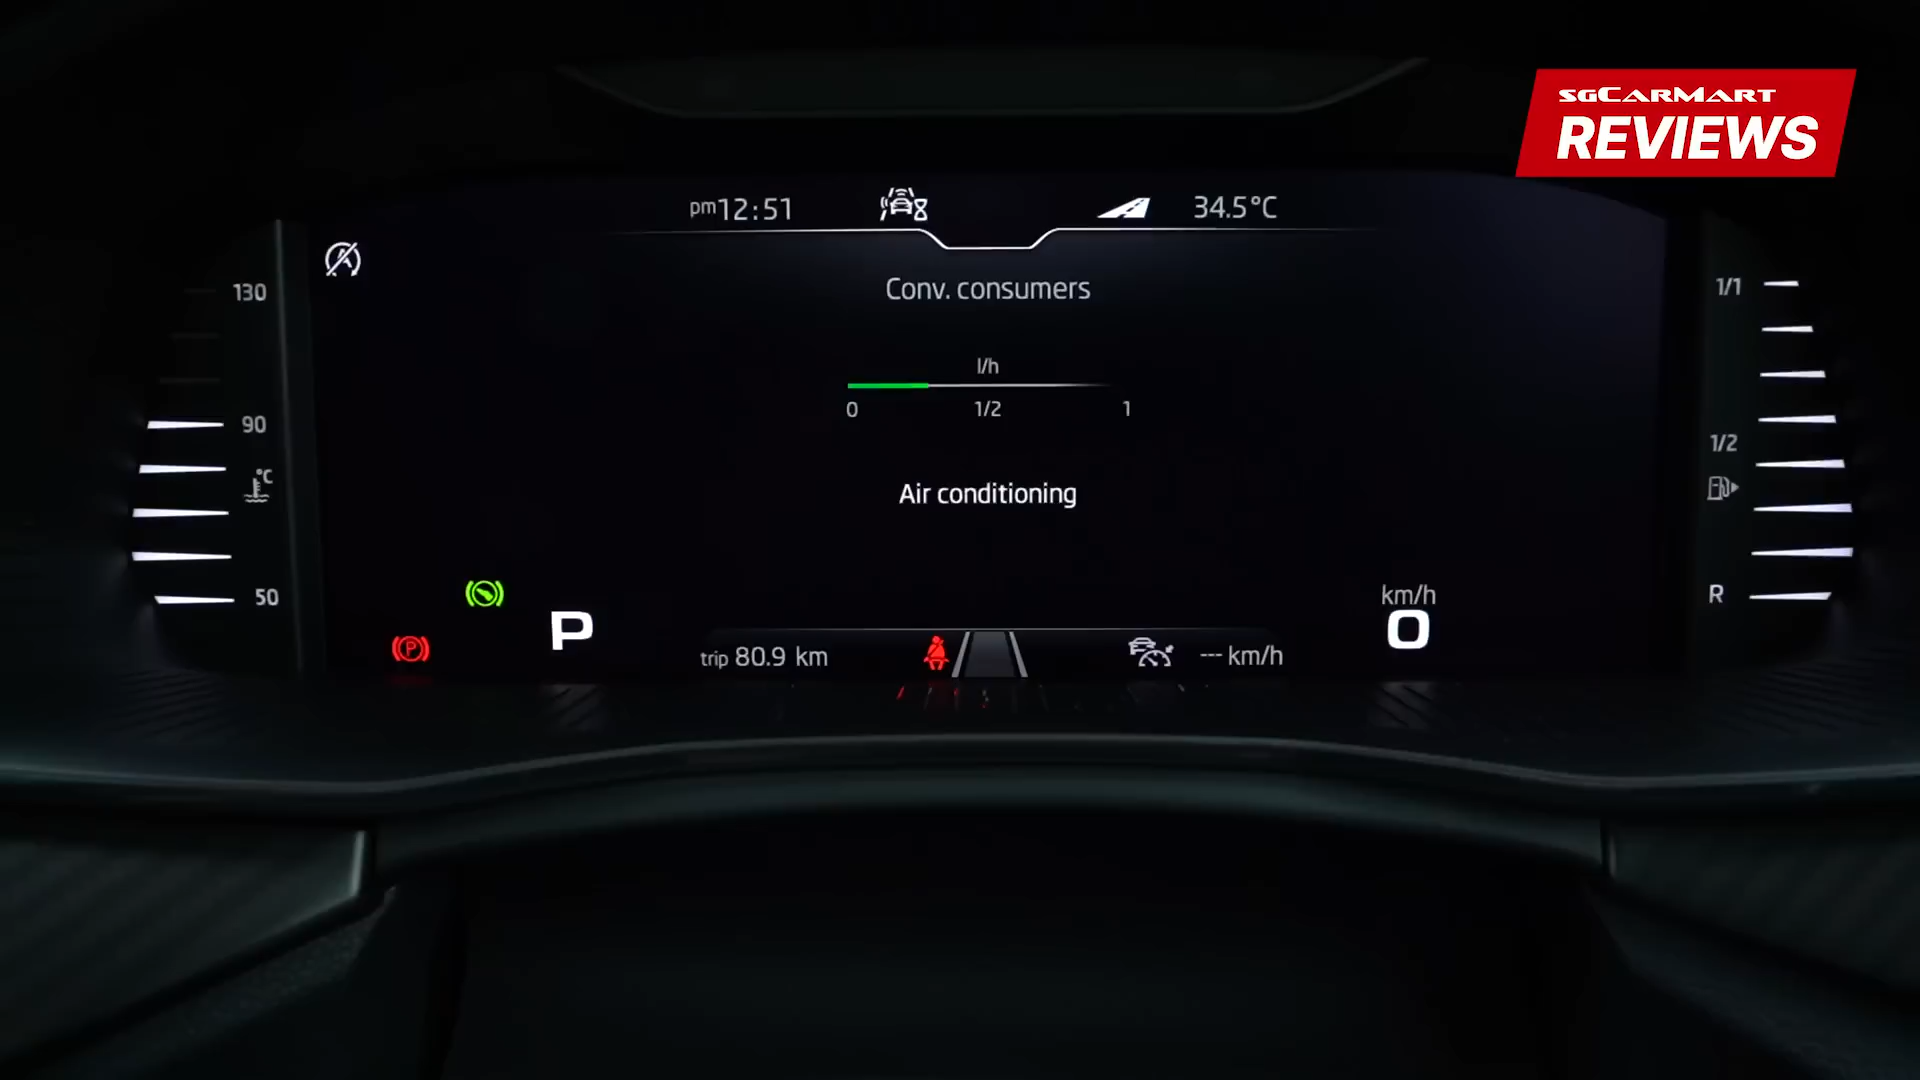 sgCarMart
REVIEWS
pm12:51
34.5°C
Conv. consumers
l/h
0 1/2 1
Air conditioning
130
90
°C
50
1/1
1/2
R
P
P
km/h
0
trip 80.9 km
--- km/h